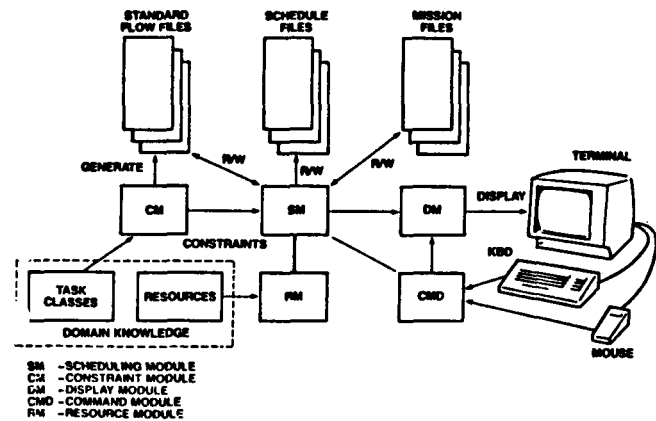 STANDARD
FLOW FILES
SCHEDULE
FILES
MISSION
FILES
TERMINAL
GENERATE
R/W
R/W
R/W
DISPLAY
CM
SM
DM
CONSTRAINTS
KBD
TASK
CLASSES
RESOURCES
RM
CMD
DOMAIN KNOWLEDGE
MOUSE
SM - SCHEDULING MODULE
CM - CONSTRAINT MODULE
DM - DISPLAY MODULE
CMD - COMMAND MODULE
RM - RESOURCE MODULE